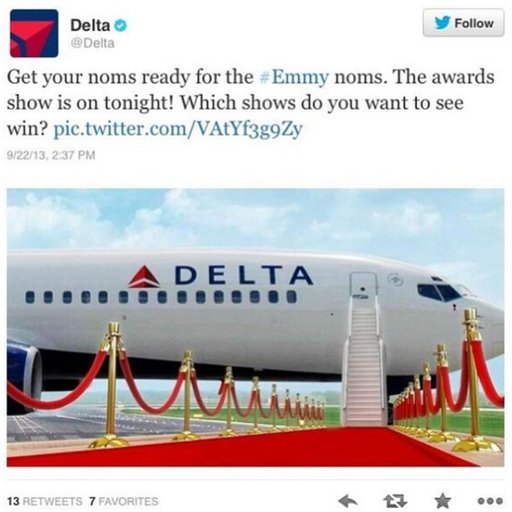 Delta
@Delta
Follow
Get your noms ready for the #Emmy noms. The awards
show is on tonight! Which shows do you want to see
win? pic.twitter.com/VAtYf3g9Zy
9/22/13, 2:37 PM
DELTA
13 RETWEETS 7 FAVORITES